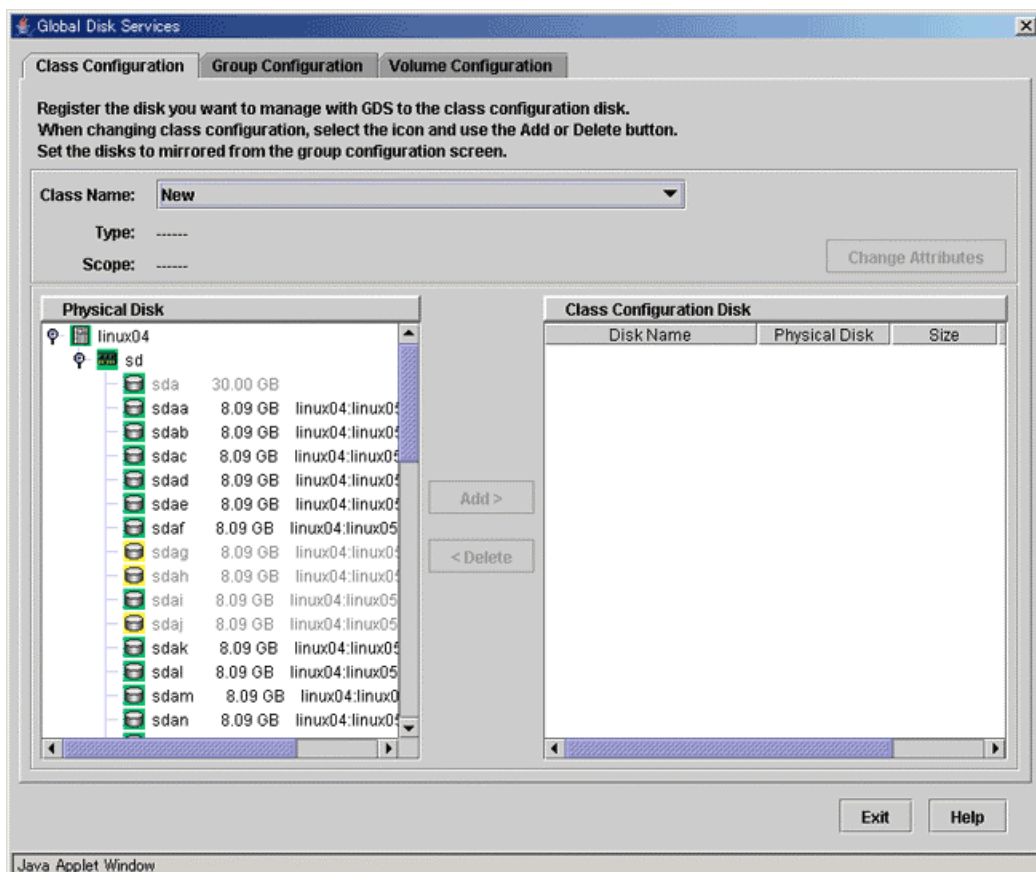 Global Disk Services
Class Configuration Group Configuration Volume Configuration
Register the disk you want to manage with GDS to the class configuration disk.
When changing class configuration, select the icon and use the Add or Delete button.
Set the disks to mirrored from the group configuration screen.
Class Name: New
Type: ------
Scope: ------
Change Attributes
Physical Disk
linux04
sd
sda 30.00 GB
sdaa 8.09 GB linux04:linux05
sdab 8.09 GB linux04:linux05
sdac 8.09 GB linux04:linux05
sdad 8.09 GB linux04:linux05
sdae 8.09 GB linux04:linux05
sdaf 8.09 GB linux04:linux05
sdag 8.09 GB linux04:linux05
sdah 8.09 GB linux04:linux05
sdai 8.09 GB linux04:linux05
sdaj 8.09 GB linux04:linux05
sdak 8.09 GB linux04:linux05
sdal 8.09 GB linux04:linux05
sdam 8.09 GB linux04:linux0
sdan 8.09 GB linux04:linux05
Add >
< Delete
Class Configuration Disk
Disk Name Physical Disk Size
Exit Help
Java Applet Window